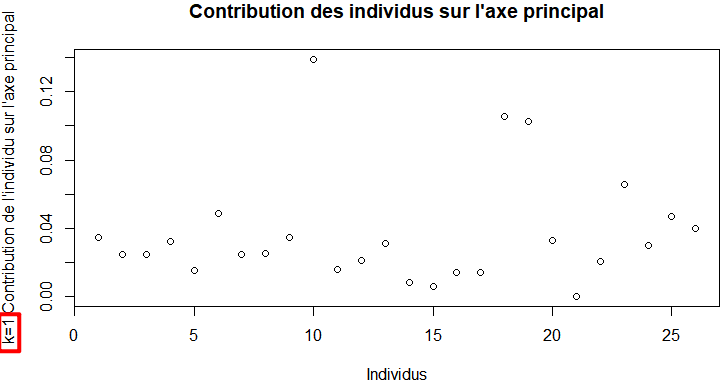 Contribution des individus sur l'axe principal
k=1 Contribution de l'individu sur l'axe principal
0.12
0.08
0.04
0.00
0 5 10 15 20 25
Individus